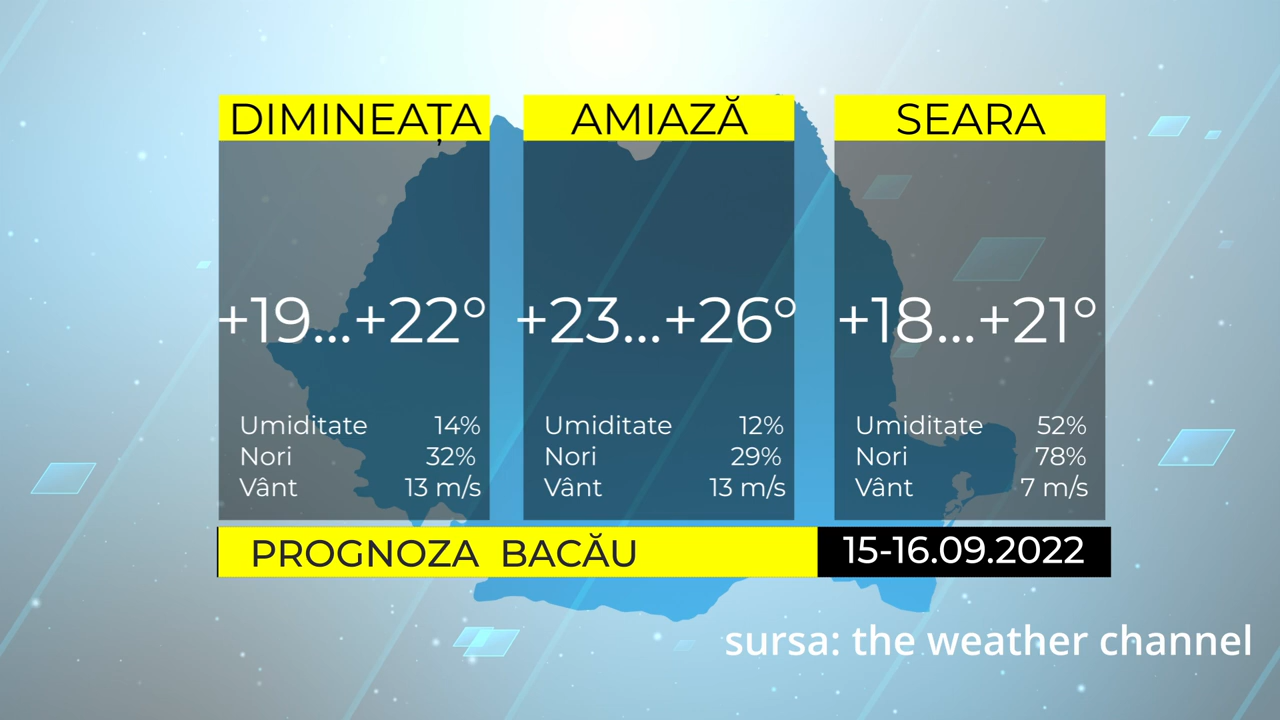 DIMINEAȚA
+19...+22°
Umiditate 14%
Nori 32%
Vânt 13 m/s
AMIAZĂ
+23...+26°
Umiditate 12%
Nori 29%
Vânt 13 m/s
SEARA
+18...+21°
Umiditate 52%
Nori 78%
Vânt 7 m/s
PROGNOZA BACĂU
15-16.09.2022
sursa: the weather channel